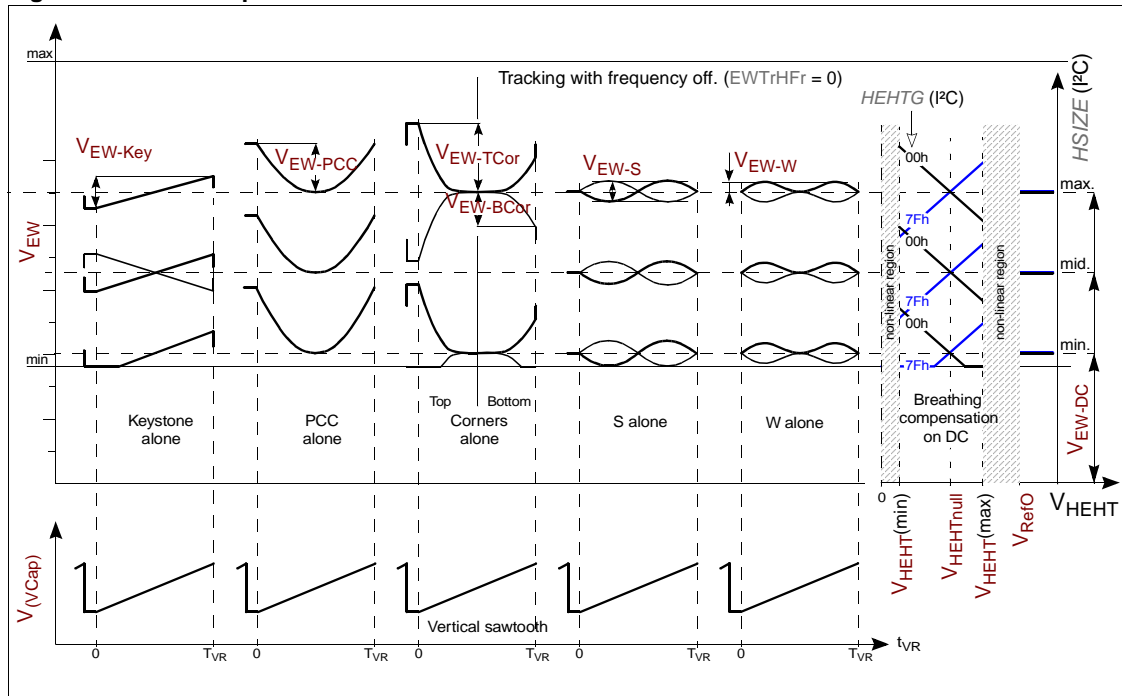 max
Tracking with frequency off. (EWTrHFr = 0)
HEHTG (I²C)
HSIZE (I²C)
VEW-Key
VEW-PCC
VEW-TCor
VEW-BCor
VEW-S
VEW-W
00h
7Fh
00h
7Fh
00h
7Fh
non-linear region
non-linear region
max.
mid.
min.
VEW
min
VEW-DC
Keystone
alone
PCC
alone
Top
Bottom
Corners
alone
S alone
W alone
Breathing
compensation
on DC
0
VHEHT(min)
VHEHTnull
VHEHT(max)
VRefO
VHEHT
V(VCap)
Vertical sawtooth
0
TVR
0
TVR
0
TVR
0
TVR
0
TVR
tVR